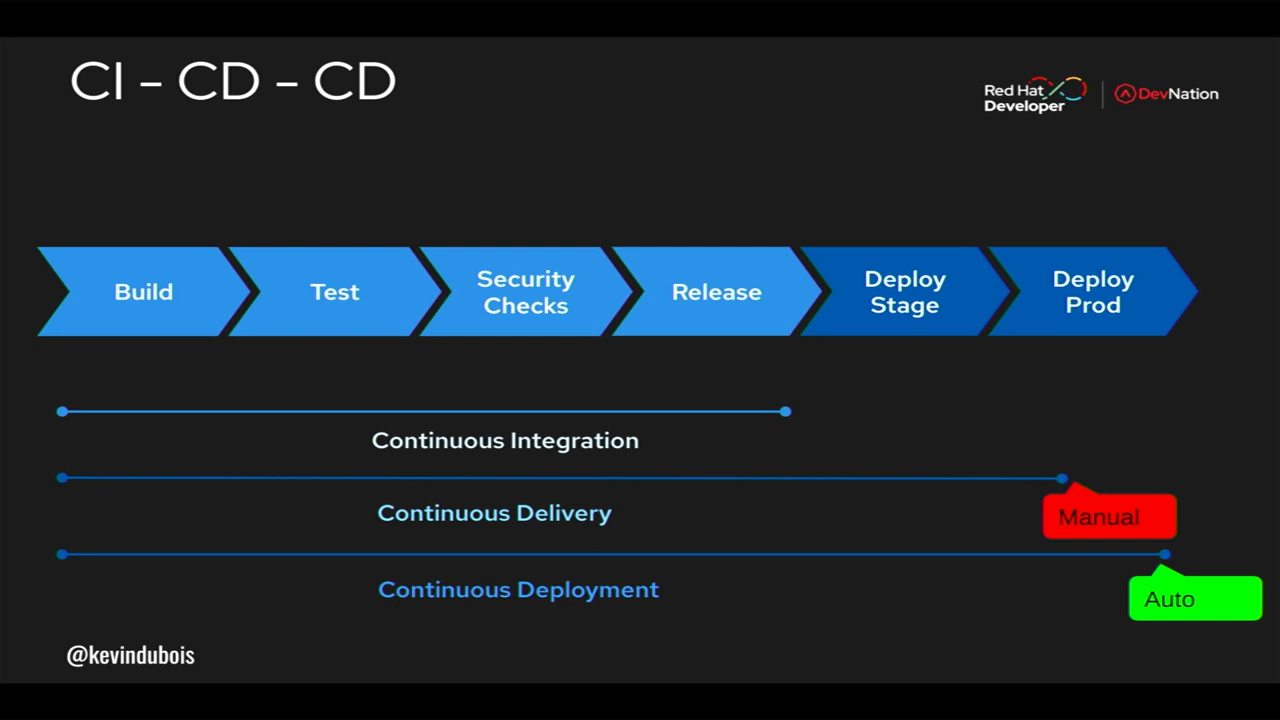 CI – CD – CD
Red Hat
Developer
DevNation
Build
Test
Security
Checks
Release
Deploy
Stage
Deploy
Prod
Continuous Integration
Continuous Delivery
Manual
Continuous Deployment
Auto
@kevindubois